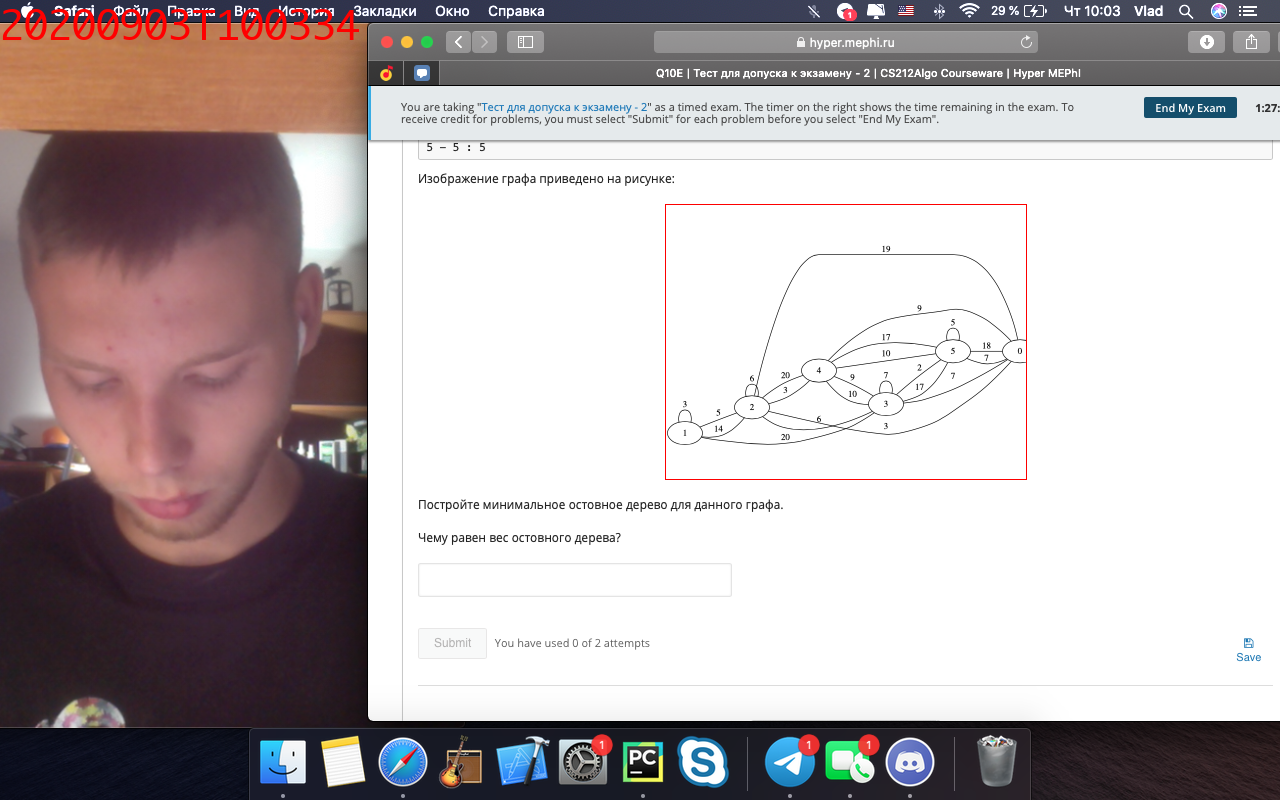 20200903T100334
Safari Файл Правка Вид История Закладки Окно Справка
1
29 %
Чт 10:03 Vlad
hyper.mephi.ru
Q10E | Тест для допуска к экзамену - 2 | CS212Algo Courseware | Hyper MEPhI
You are taking "Тест для допуска к экзамену - 2" as a timed exam. The timer on the right shows the time remaining in the exam. To
receive credit for problems, you must select "Submit" for each problem before you select "End My Exam".
End My Exam
1:27:
5 – 5 : 5
Изображение графа приведено на рисунке:
19
9
17
5
10
18
5
0
7
4
2
7
6
20
9
7
3
10
17
3
2
3
5
6
3
1
14
20
Постройте минимальное остовное дерево для данного графа.
Чему равен вес остовного дерева?
Submit
You have used 0 of 2 attempts
Save
1
PC
1
1